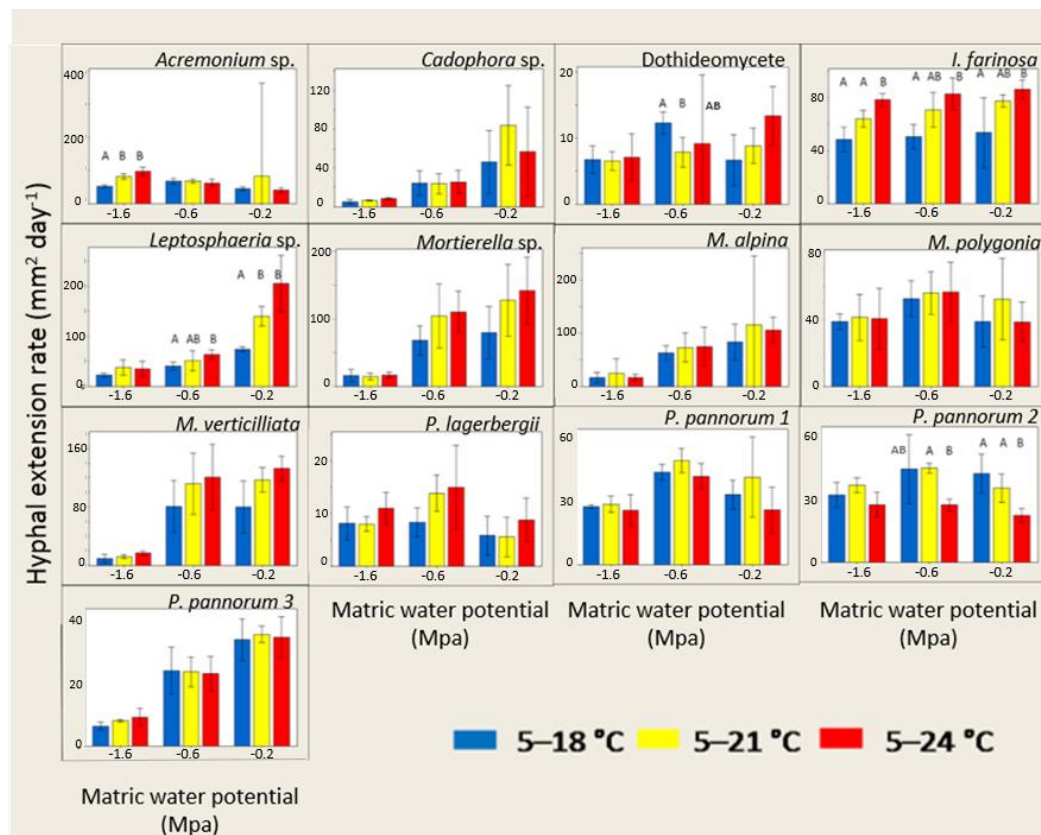 Hyphal extension rate (mm² day⁻¹)
Acremonium sp.
400
200
0
A B B
-1.6 -0.6 -0.2
Cadophora sp.
120
80
40
0
-1.6 -0.6 -0.2
Dothideomycete
20
10
0
A B AB
-1.6 -0.6 -0.2
I. farinosa
80
40
0
A A B A AB B A AB B
-1.6 -0.6 -0.2
Leptosphaeria sp.
200
100
0
A AB B A B B
-1.6 -0.6 -0.2
Mortierella sp.
200
100
0
-1.6 -0.6 -0.2
M. alpina
200
100
0
-1.6 -0.6 -0.2
M. polygonia
80
40
0
-1.6 -0.6 -0.2
M. verticilliata
160
80
0
-1.6 -0.6 -0.2
P. lagerbergii
20
10
0
-1.6 -0.6 -0.2
P. pannorum 1
60
30
0
-1.6 -0.6 -0.2
P. pannorum 2
60
30
0
AB A B A A B
-1.6 -0.6 -0.2
P. pannorum 3
40
20
0
-1.6 -0.6 -0.2
Matric water potential
(Mpa)
Matric water potential
(Mpa)
Matric water potential
(Mpa)
5–18 °C 5–21 °C 5–24 °C
Matric water potential
(Mpa)